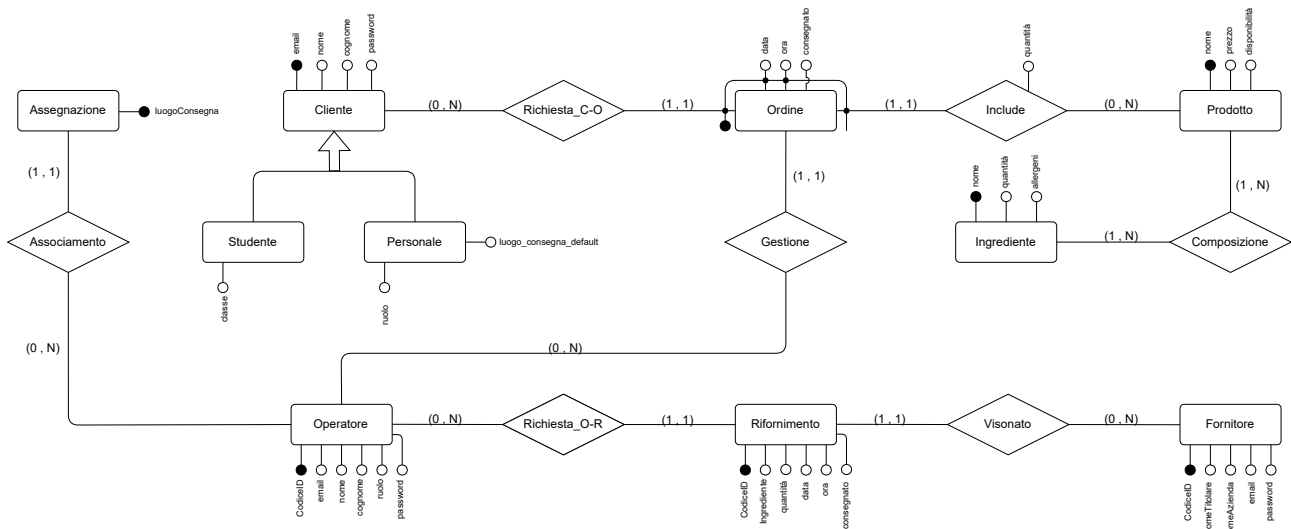 email
nome
cognome
password
data
ora
consegnato
quantità
nome
prezzo
disponibilità
Assegnazione
luogoConsegna
Cliente
(0 , N)
Richiesta_C-O
(1 , 1)
Ordine
(1 , 1)
Include
(0 , N)
Prodotto
(1 , 1)
(1 , 1)
nome
quantità
allergeni
(1 , N)
Associamento
Studente
Personale
luogo_consegna_default
Gestione
Ingrediente
(1 , N)
Composizione
classe
ruolo
(0 , N)
(0 , N)
Operatore
(0 , N)
Richiesta_O-R
(1 , 1)
Rifornimento
(1 , 1)
Visonato
(0 , N)
Fornitore
CodiceID
email
nome
cognome
ruolo
password
CodiceID
Ingrediente
quantità
data
ora
consegnato
CodiceID
omeTitolare
omeAzienda
email
password